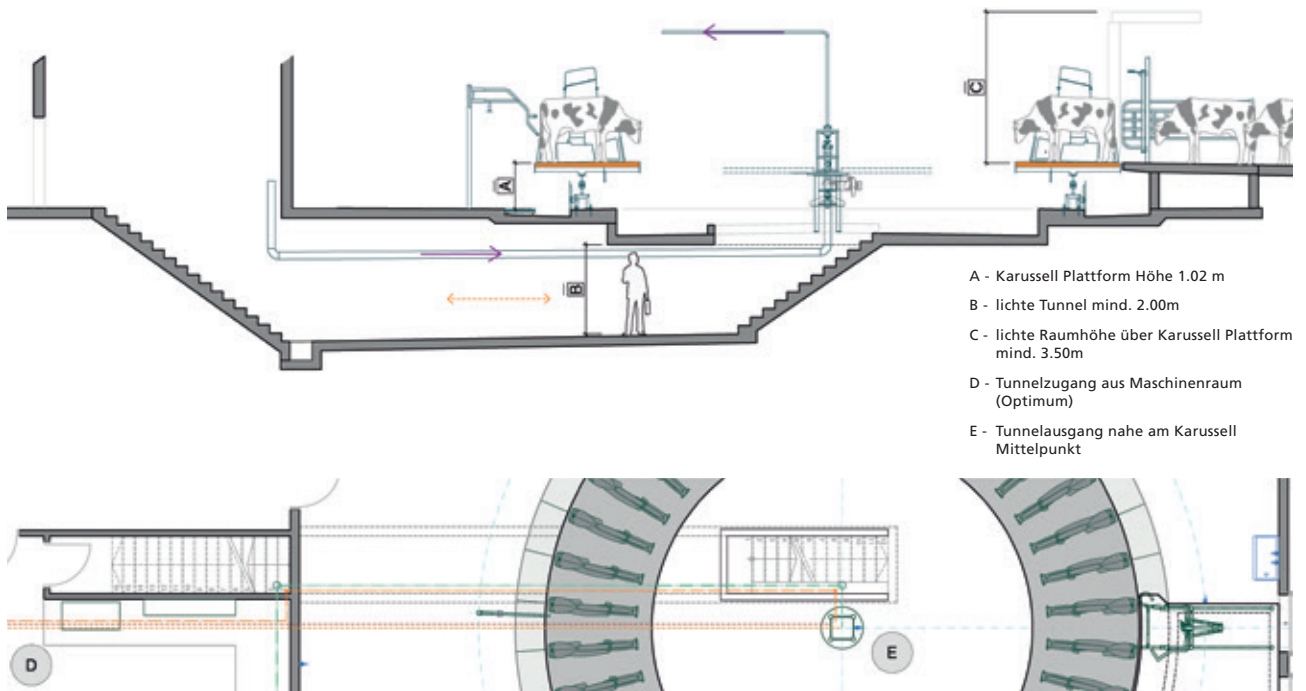 A
B
C
A - Karussell Plattform Höhe 1.02 m
B - lichte Tunnel mind. 2.00m
C - lichte Raumhöhe über Karussell Plattform
mind. 3.50m
D - Tunnelzugang aus Maschinenraum
(Optimum)
E - Tunnelausgang nahe am Karussell
Mittelpunkt
D
E